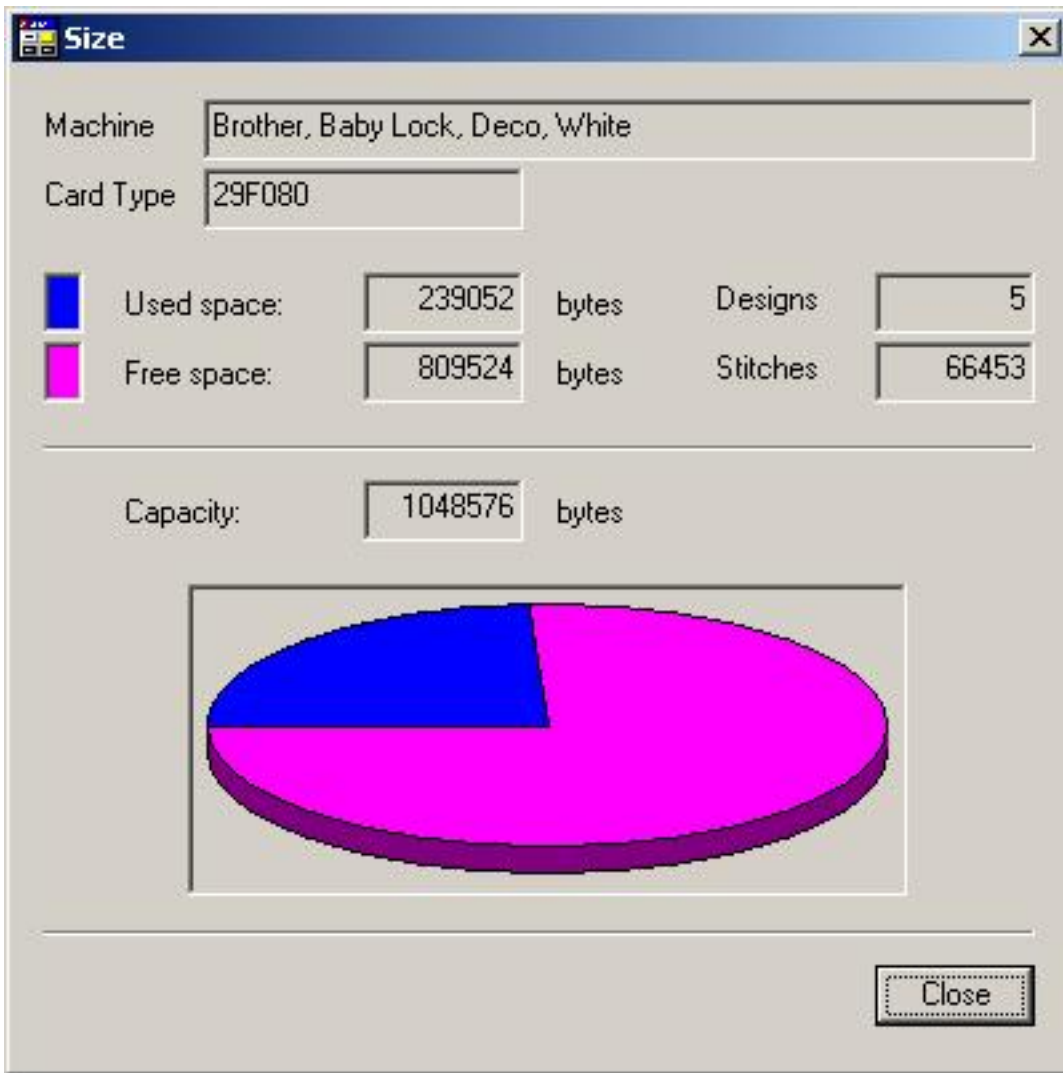 Size
Machine Brother, Baby Lock, Deco, White
Card Type 29F080
Used space: 239052 bytes Designs 5
Free space: 809524 bytes Stitches 66453
Capacity: 1048576 bytes
Close